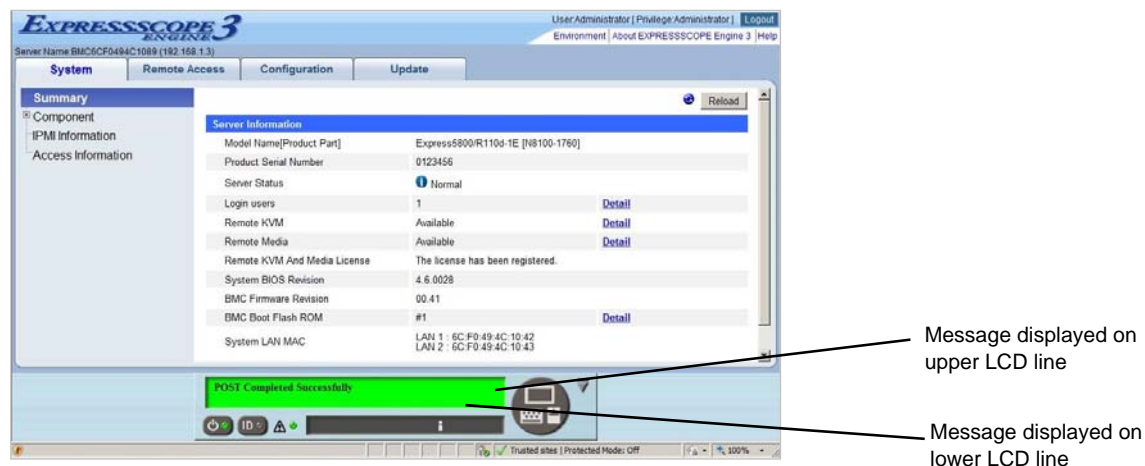 EXPRESSSCOPE 3
ENGINE
User:Administrator | Privilege:Administrator | Logout
Environment | About EXPRESSSCOPE Engine 3 | Help
Server Name:BMC6CF0494C1089 (192.168.1.3)
System Remote Access Configuration Update
Summary
Component
IPMI Information
Access Information
Reload
Server Information
Model Name[Product Part] Express5800/R110d-1E [N8100-1760]
Product Serial Number 0123456
Server Status Normal
Login users 1 Detail
Remote KVM Available Detail
Remote Media Available Detail
Remote KVM And Media License The license has been registered.
System BIOS Revision 4.6.0028
BMC Firmware Revision 00.41
BMC Boot Flash ROM #1 Detail
System LAN MAC LAN 1 : 6C:F0:49:4C:10:42
LAN 2 : 6C:F0:49:4C:10:43
POST Completed Successfully
ID
Trusted sites | Protected Mode: Off 100%
Message displayed on
upper LCD line
Message displayed on
lower LCD line